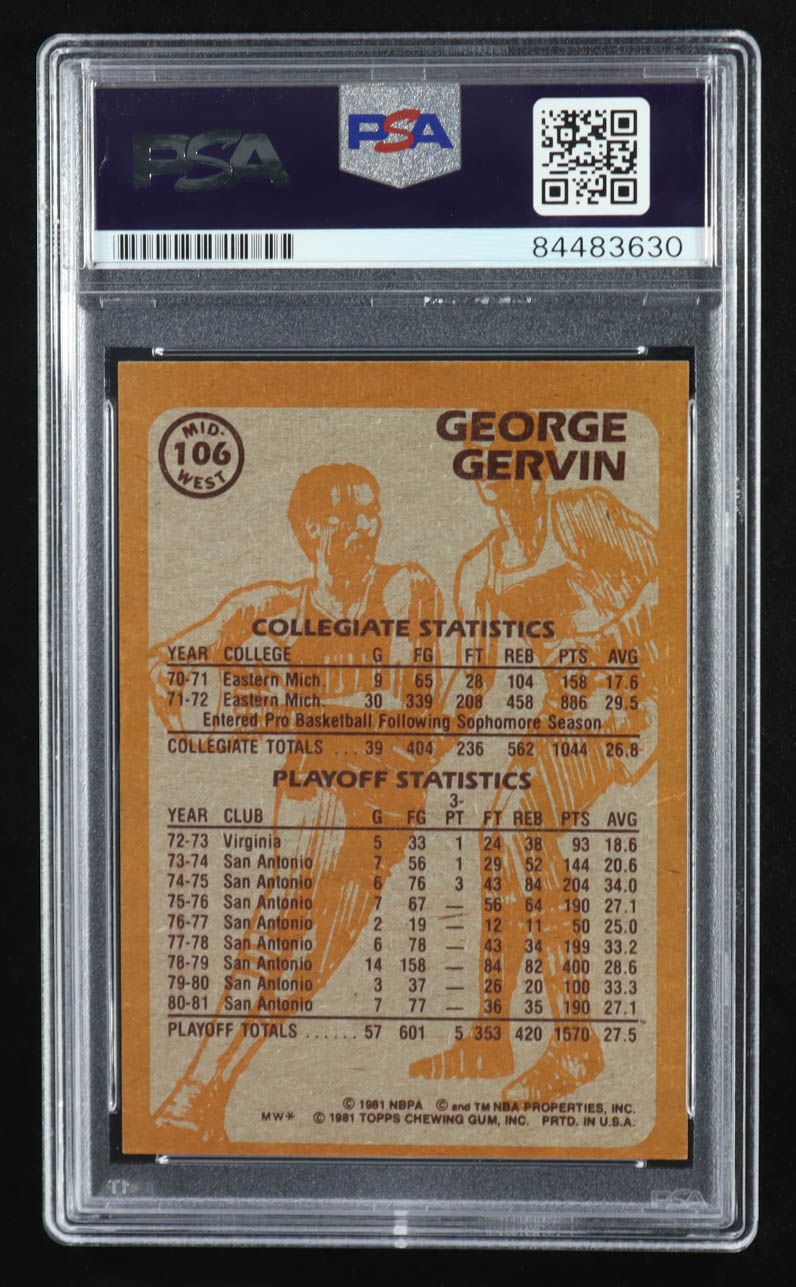 PSA
PSA
84483630
MID-
106
WEST
GEORGE
GERVIN
COLLEGIATE STATISTICS
YEAR COLLEGE G FG FT REB PTS AVG
70-71 Eastern Mich. 9 65 28 104 158 17.6
71-72 Eastern Mich. 30 339 208 458 886 29.5
Entered Pro Basketball Following Sophomore Season
COLLEGIATE TOTALS ... 39 404 236 562 1044 26.8
PLAYOFF STATISTICS
YEAR CLUB G FG 3-PT FT REB PTS AVG
72-73 Virginia 5 33 1 24 38 93 18.6
73-74 San Antonio 7 56 1 29 52 144 20.6
74-75 San Antonio 6 76 3 43 84 204 34.0
75-76 San Antonio 7 67 — 56 64 190 27.1
76-77 San Antonio 2 19 — 12 11 50 25.0
77-78 San Antonio 6 78 — 43 34 199 33.2
78-79 San Antonio 14 158 — 84 82 400 28.6
79-80 San Antonio 3 37 — 26 20 100 33.3
80-81 San Antonio 7 77 — 36 35 190 27.1
PLAYOFF TOTALS ...... 57 601 5 353 420 1570 27.5
© 1981 NBPA © and TM NBA PROPERTIES, INC.
MW* © 1981 TOPPS CHEWING GUM, INC. PRTD. IN U.S.A.
PSA